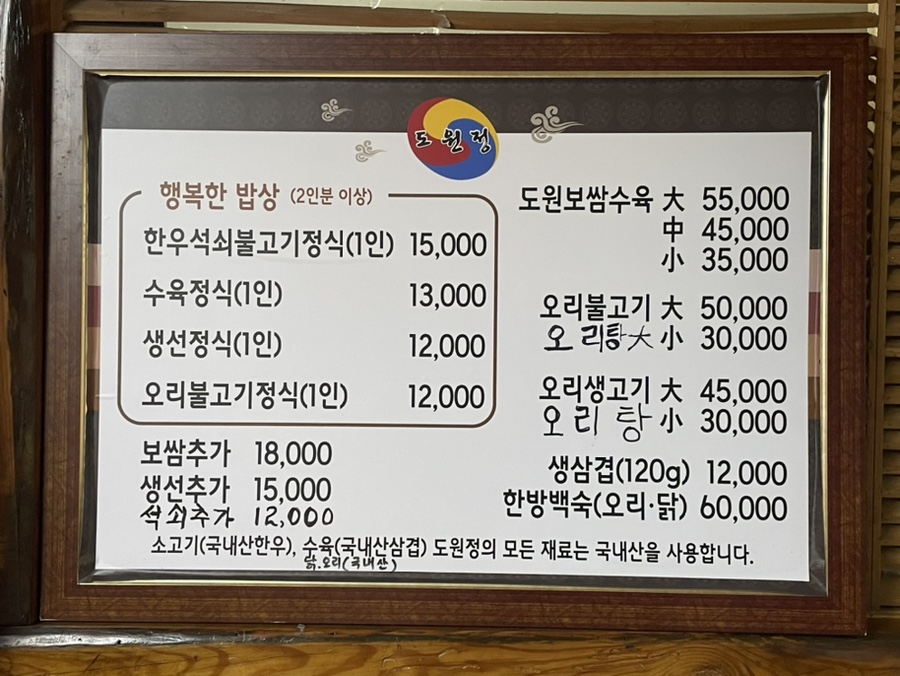 도원정
행복한 밥상 (2인분 이상)
한우석쇠불고기정식(1인) 15,000
수육정식(1인) 13,000
생선정식(1인) 12,000
오리불고기정식(1인) 12,000
보쌈추가 18,000
생선추가 15,000
석쇠추가 12,000
도원보쌈수육 大 55,000
中 45,000
小 35,000
오리불고기 大 50,000
오리탕大 小 30,000
오리생고기 大 45,000
오리탕 小 30,000
생삼겹(120g) 12,000
한방백숙(오리·닭) 60,000
소고기(국내산한우), 수육(국내산삼겹) 도원정의 모든 재료는 국내산을 사용합니다.
닭.오리(국내산)